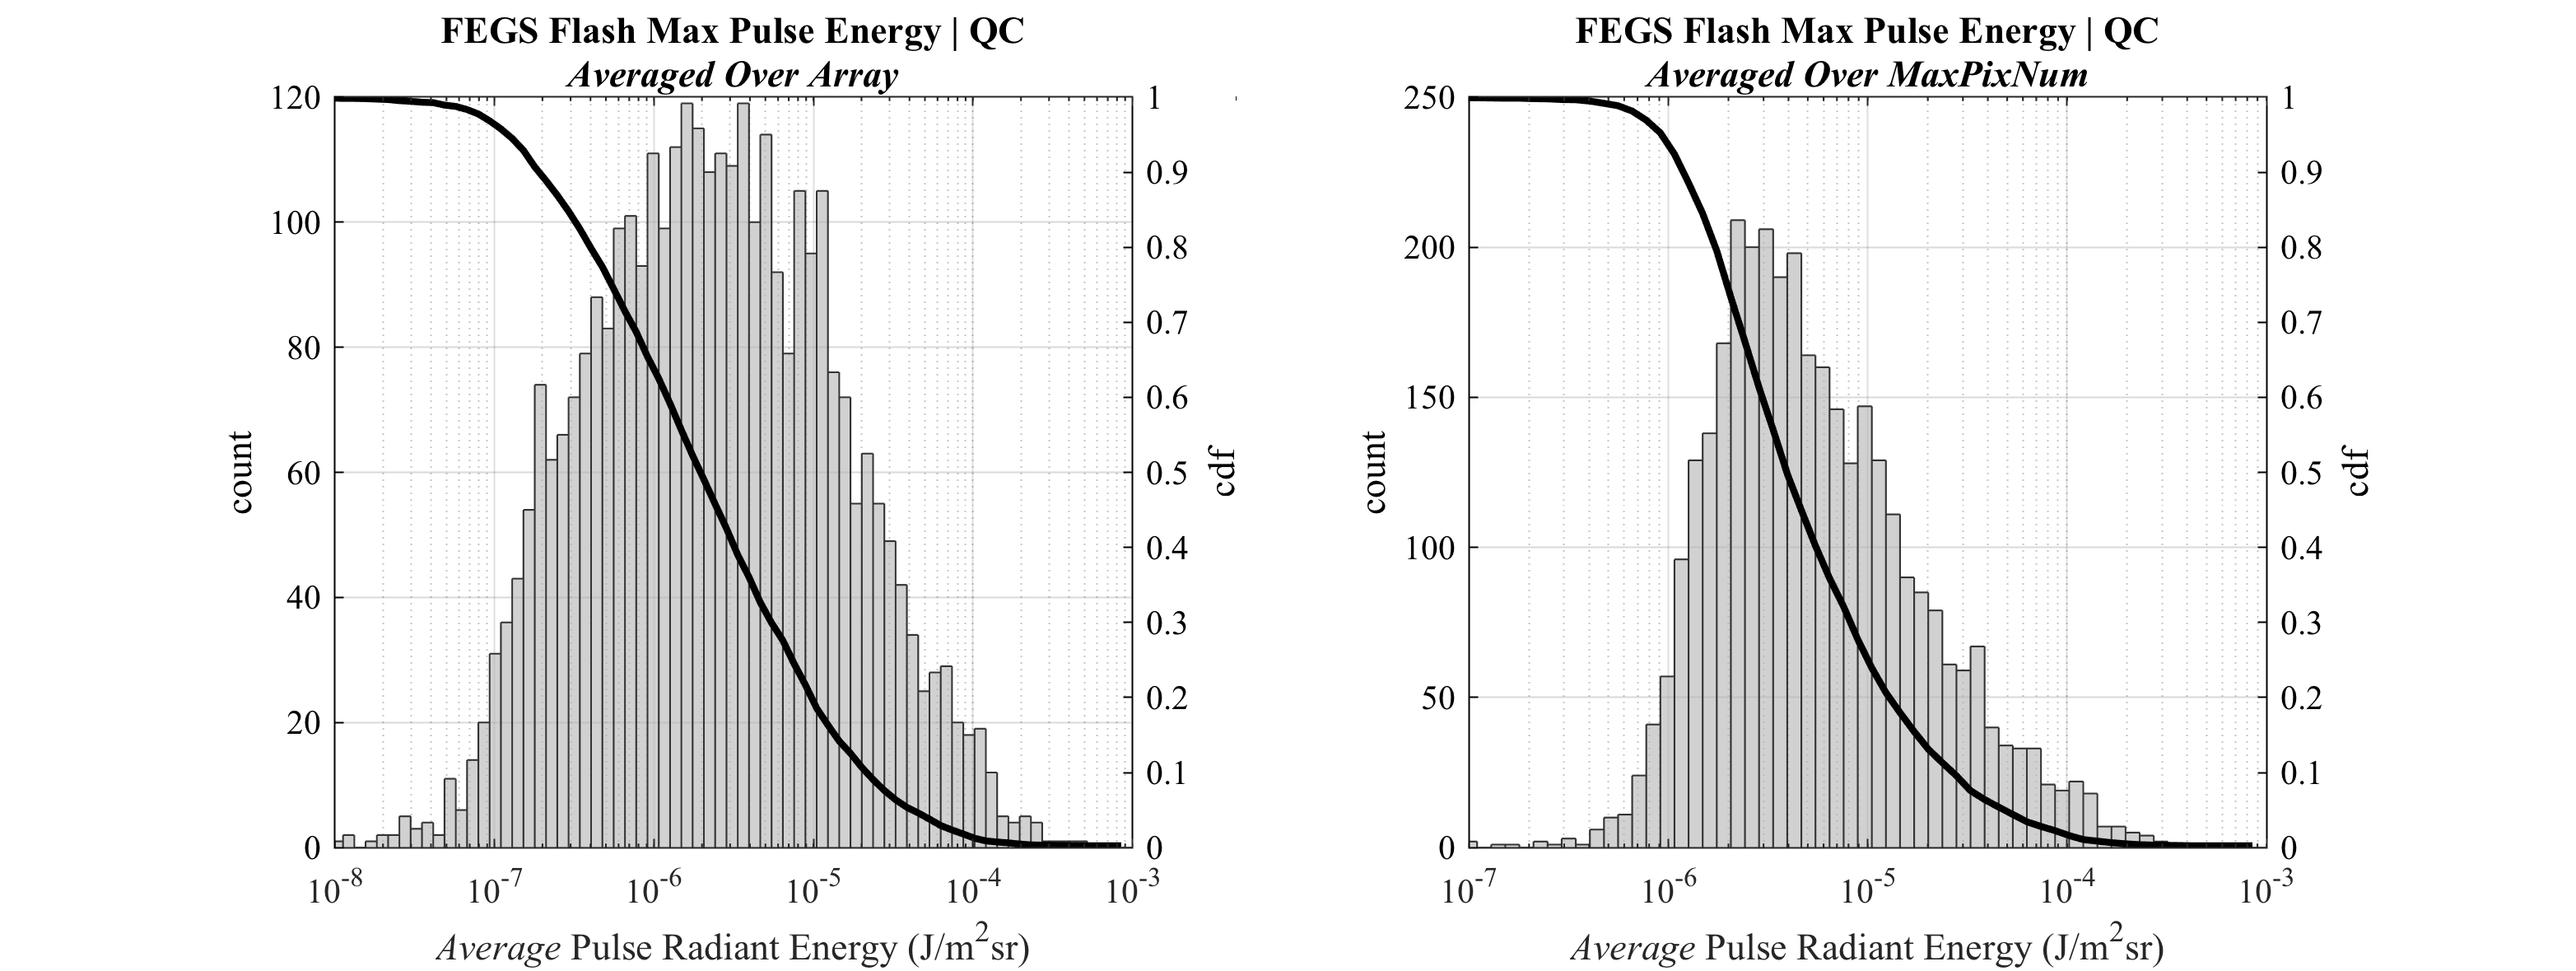 FEGS Flash Max Pulse Energy | QC
Averaged Over Array
120
100
80
60
40
20
0
count
1
0.9
0.8
0.7
0.6
0.5
0.4
0.3
0.2
0.1
0
cdf
10-8 10-7 10-6 10-5 10-4 10-3
Average Pulse Radiant Energy (J/m2sr)
FEGS Flash Max Pulse Energy | QC
Averaged Over MaxPixNum
250
200
150
100
50
0
count
1
0.9
0.8
0.7
0.6
0.5
0.4
0.3
0.2
0.1
0
cdf
10-7 10-6 10-5 10-4 10-3
Average Pulse Radiant Energy (J/m2sr)